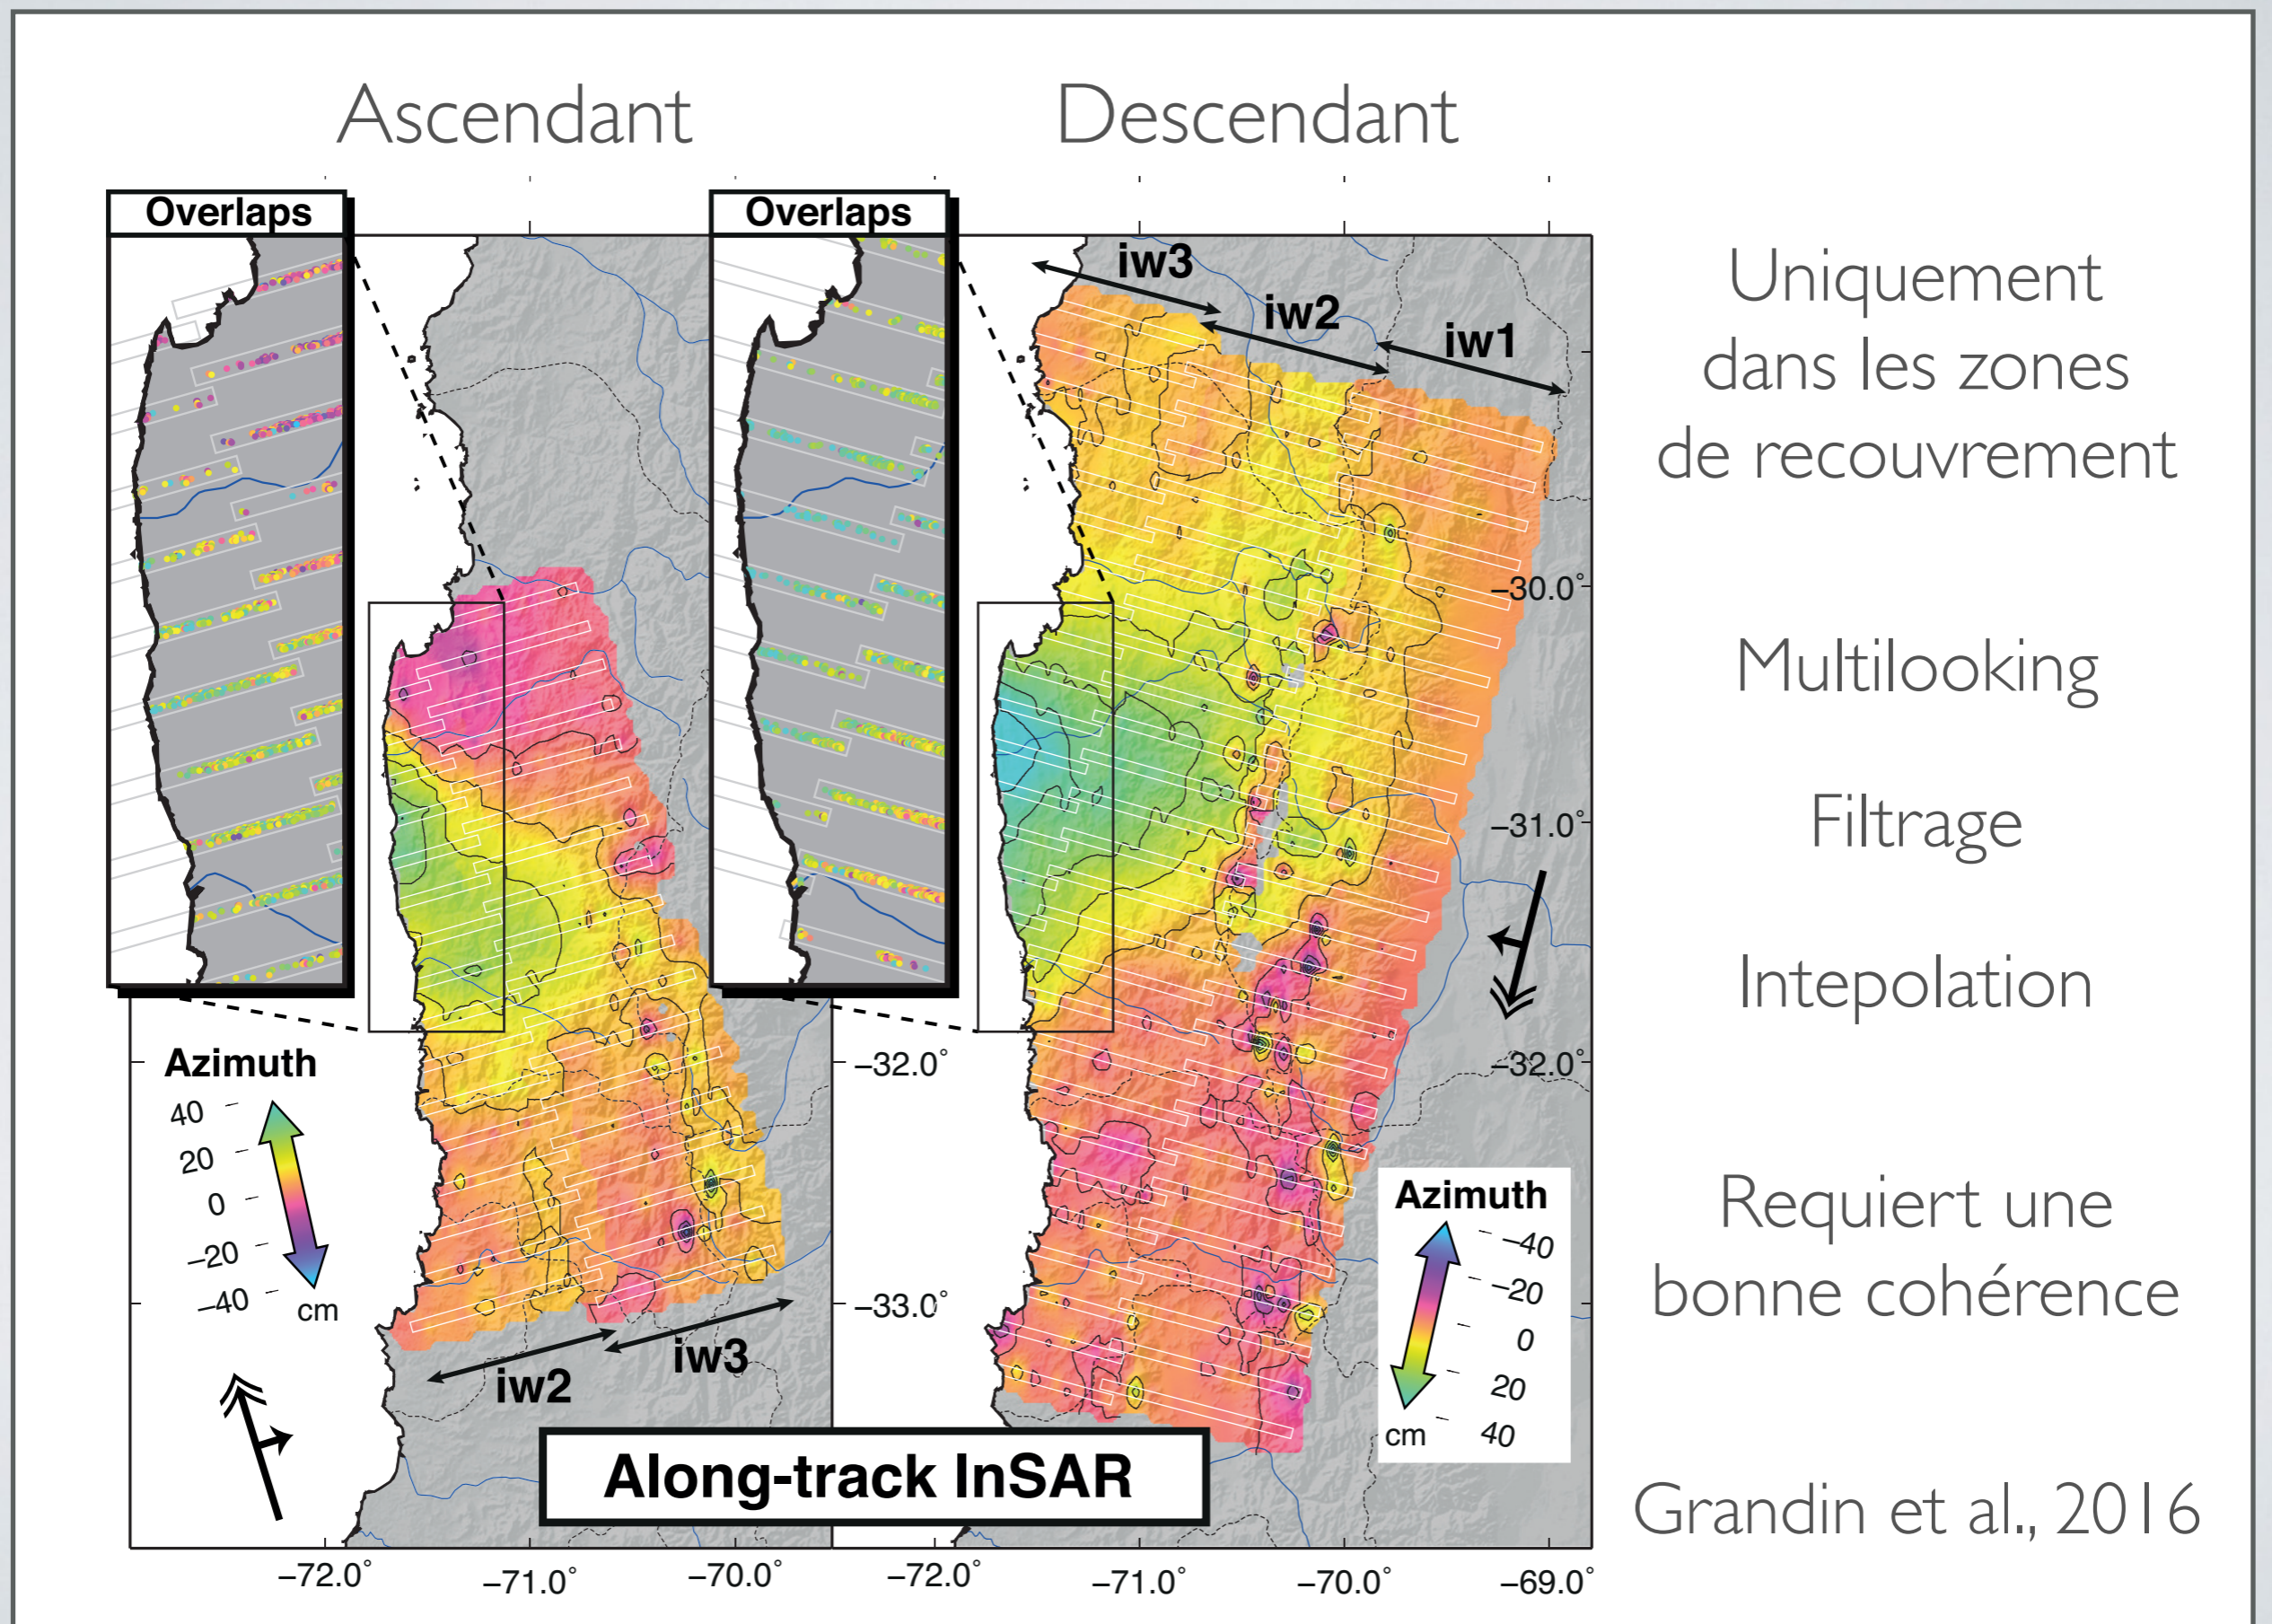 Ascendant
Descendant
Overlaps
Overlaps
iw3
iw2
iw1
Uniquement
dans les zones
de recouvrement
Multilooking
Filtrage
Intepolation
Requiert une
bonne cohérence
Grandin et al., 2016
−30.0°
−31.0°
−32.0°
−32.0°
−33.0°
Azimuth
40
20
0
−20
−40
cm
Azimuth
−40
−20
0
20
40
cm
iw2
iw3
Along-track InSAR
−72.0°
−71.0°
−70.0°
−72.0°
−71.0°
−70.0°
−69.0°